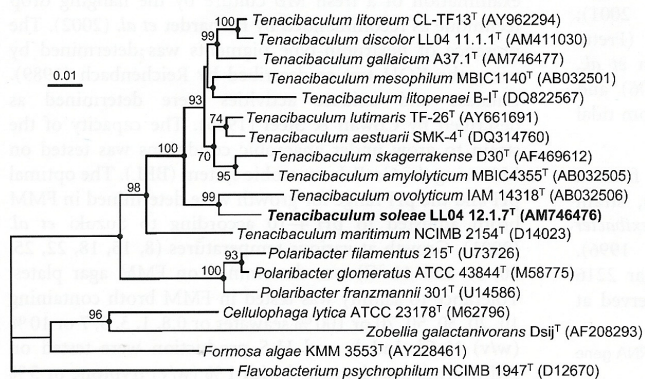 100
Tenacibaculum litoreum CL-TF13ᵀ (AY962294)
99
Tenacibaculum discolor LL04 11.1.1ᵀ (AM411030)
Tenacibaculum gallaicum A37.1ᵀ (AM746477)
0.01
Tenacibaculum mesophilum MBIC1140ᵀ (AB032501)
93
Tenacibaculum litopenaei B-Iᵀ (DQ822567)
74
Tenacibaculum lutimaris TF-26ᵀ (AY661691)
Tenacibaculum aestuarii SMK-4ᵀ (DQ314760)
100
70
Tenacibaculum skagerrakense D30ᵀ (AF469612)
95
Tenacibaculum amylolyticum MBIC4355ᵀ (AB032505)
98
99
Tenacibaculum ovolyticum IAM 14318ᵀ (AB032506)
Tenacibaculum soleae LL04 12.1.7ᵀ (AM746476)
Tenacibaculum maritimum NCIMB 2154ᵀ (D14023)
93
Polaribacter filamentus 215ᵀ (U73726)
100
Polaribacter glomeratus ATCC 43844ᵀ (M58775)
Polaribacter franzmannii 301ᵀ (U14586)
96
Cellulophaga lytica ATCC 23178ᵀ (M62796)
Zobellia galactanivorans Dsijᵀ (AF208293)
Formosa algae KMM 3553ᵀ (AY228461)
Flavobacterium psychrophilum NCIMB 1947ᵀ (D12670)